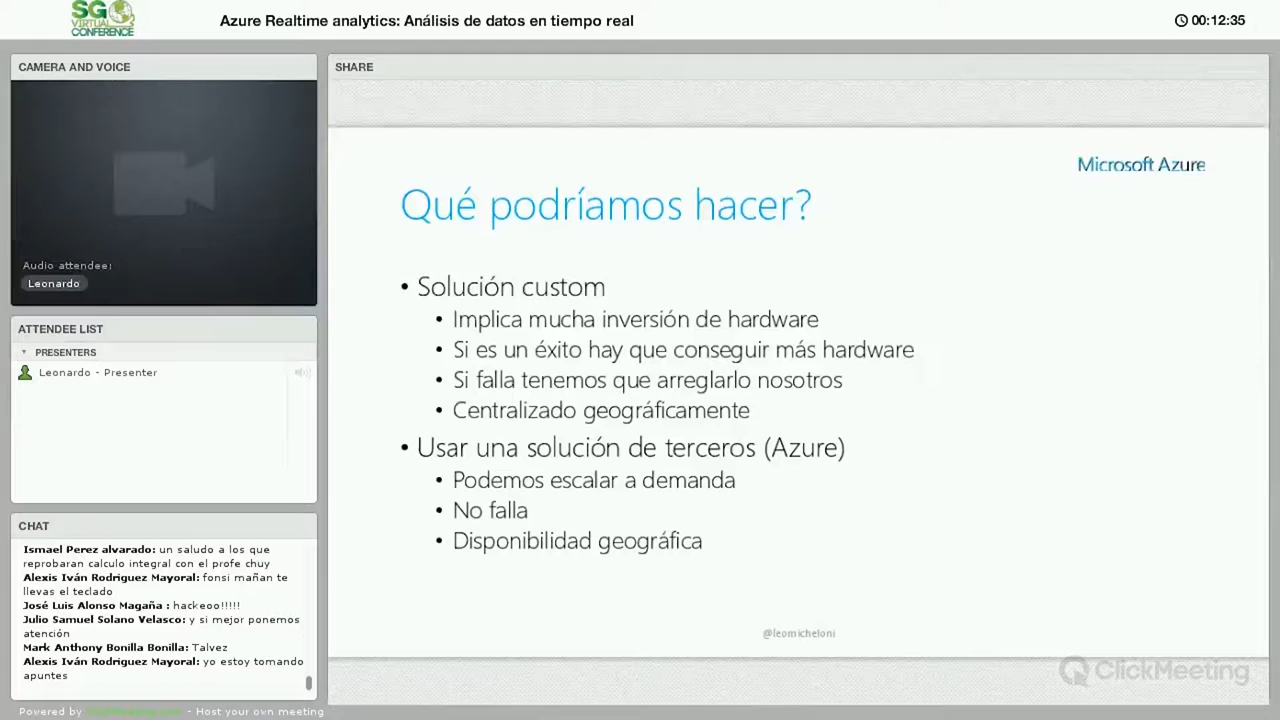 SG
VIRTUAL
CONFERENCE
Azure Realtime analytics: Análisis de datos en tiempo real
00:12:35
CAMERA AND VOICE
Audio attendee:
Leonardo
ATTENDEE LIST
PRESENTERS
Leonardo - Presenter
CHAT
Ismael Perez alvarado: un saludo a los que
reprobaran calculo integral con el profe chuy
Alexis Iván Rodriguez Mayoral: fonsi mañan te
llevas el teclado
José Luis Alonso Magaña : hackeoo!!!!!
Julio Samuel Solano Velasco: y si mejor ponemos
atención
Mark Anthony Bonilla Bonilla: Talvez
Alexis Iván Rodriguez Mayoral: yo estoy tomando
apuntes
Powered by ClickMeeting.com - Host your own meeting
SHARE
Microsoft Azure
Qué podríamos hacer?
• Solución custom
• Implica mucha inversión de hardware
• Si es un éxito hay que conseguir más hardware
• Si falla tenemos que arreglarlo nosotros
• Centralizado geográficamente
• Usar una solución de terceros (Azure)
• Podemos escalar a demanda
• No falla
• Disponibilidad geográfica
@leomicheloni
ClickMeeting